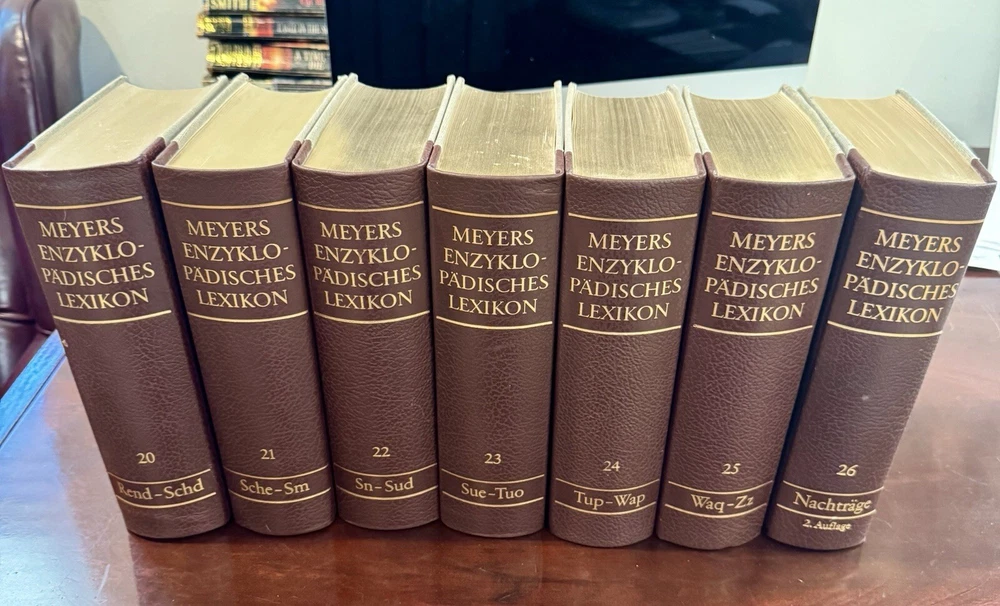 SMITH
MEYERS
ENZYKLO-
PÄDISCHES
LEXIKON
20
Rend-Schd
MEYERS
ENZYKLO-
PÄDISCHES
LEXIKON
21
Sche-Sm
MEYERS
ENZYKLO-
PÄDISCHES
LEXIKON
22
Sn-Sud
MEYERS
ENZYKLO-
PÄDISCHES
LEXIKON
23
Sue-Tuo
MEYERS
ENZYKLO-
PÄDISCHES
LEXIKON
24
Tup-Wap
MEYERS
ENZYKLO-
PÄDISCHES
LEXIKON
25
Waq-Zz
MEYERS
ENZYKLO-
PÄDISCHES
LEXIKON
26
Nachträge
2. Auflage